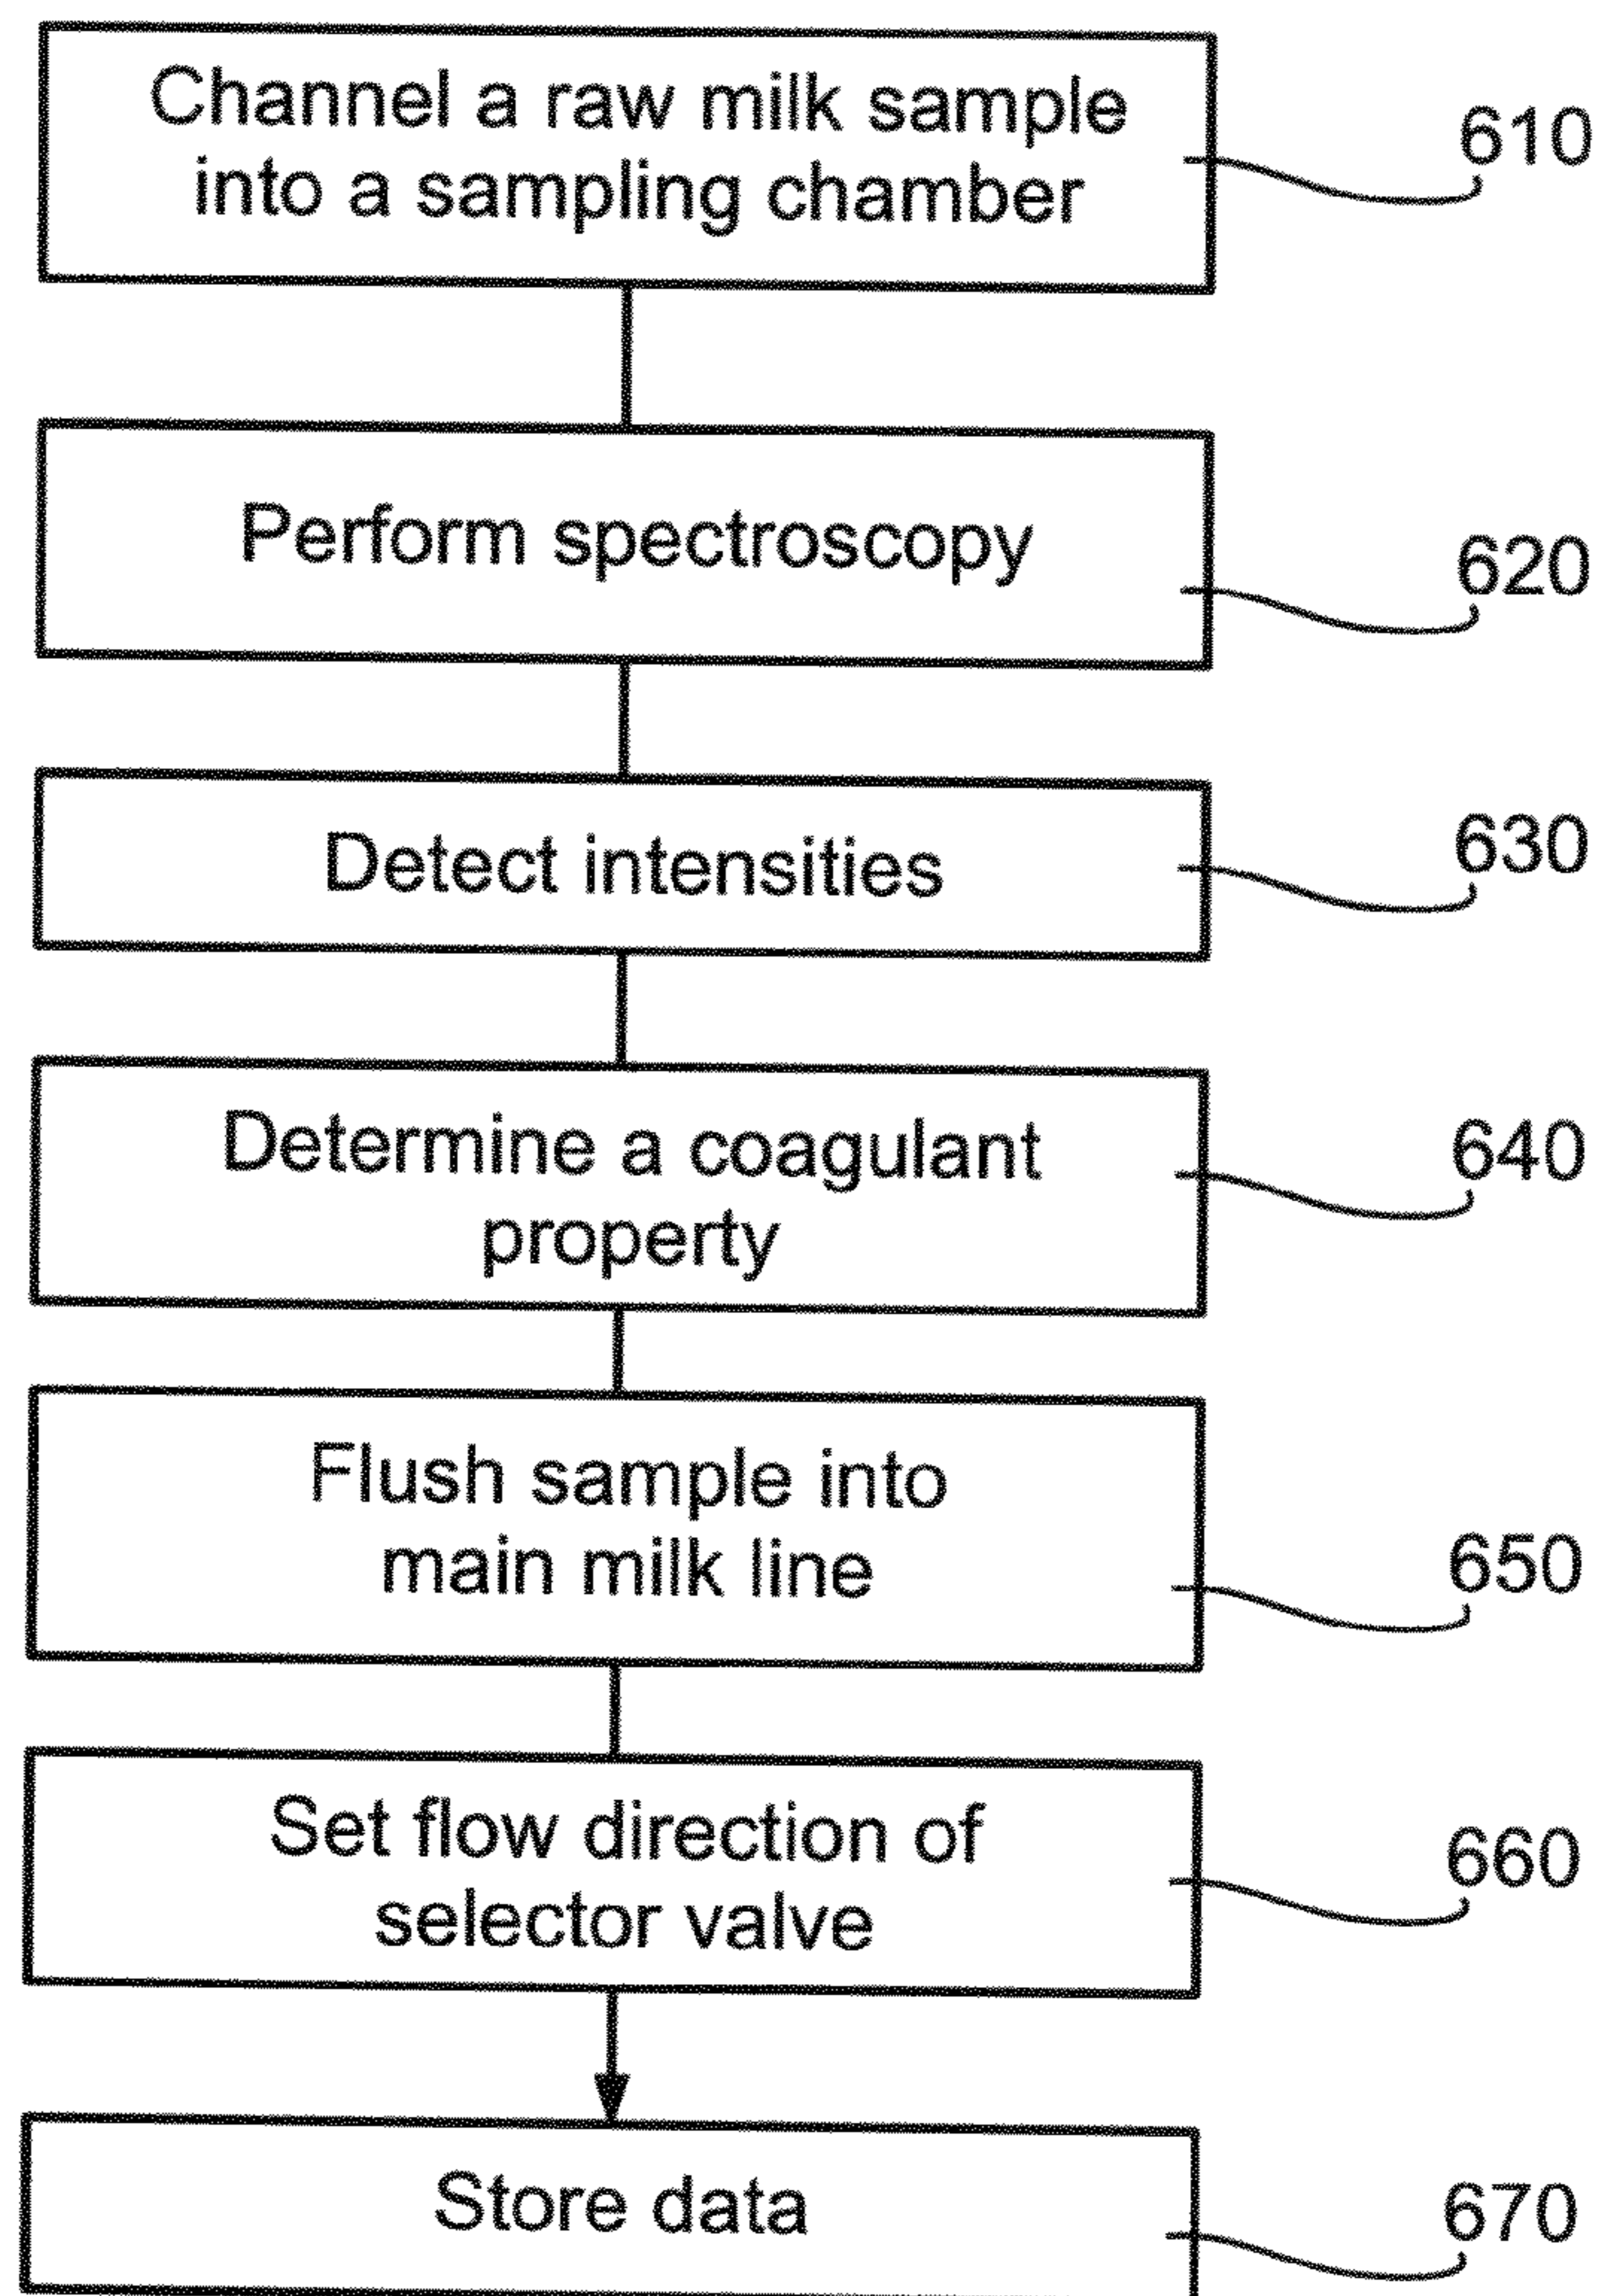 Channel a raw milk sample
into a sampling chamber
610
Perform spectroscopy
620
Detect intensities
630
Determine a coagulant
property
640
Flush sample into
main milk line
650
Set flow direction of
selector valve
660
Store data
670